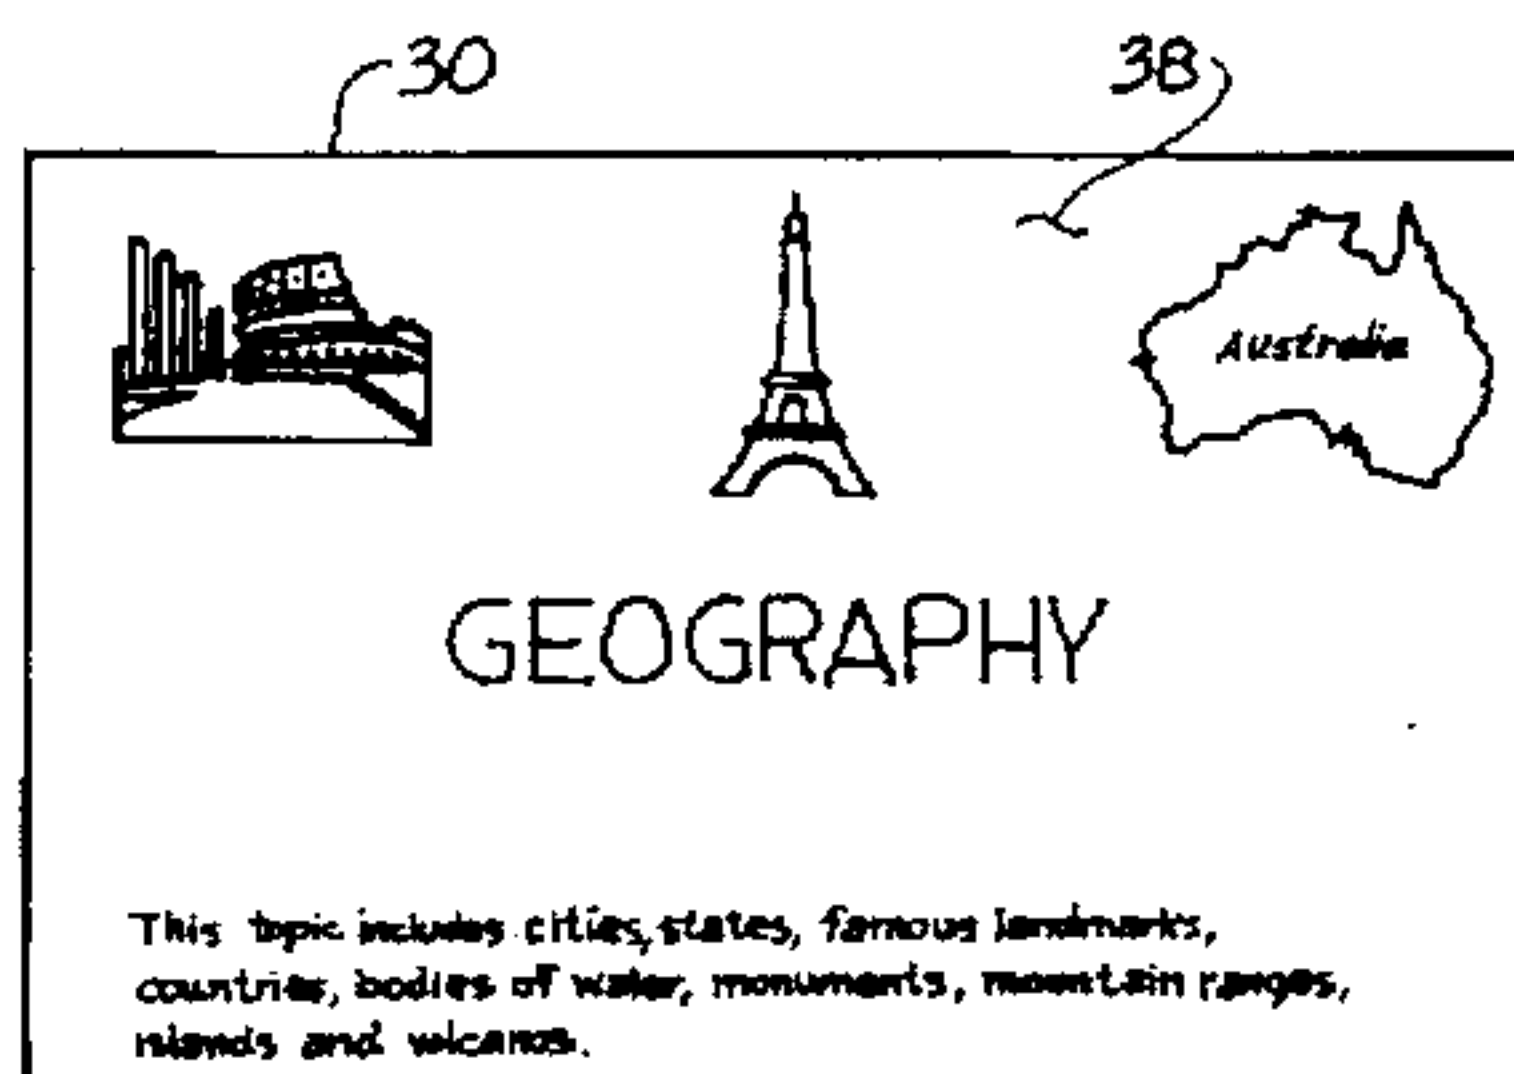 30 38
Australia
GEOGRAPHY
This topic includes cities, states, famous landmarks,
countries, bodies of water, monuments, mountain ranges,
islands and volcanos.